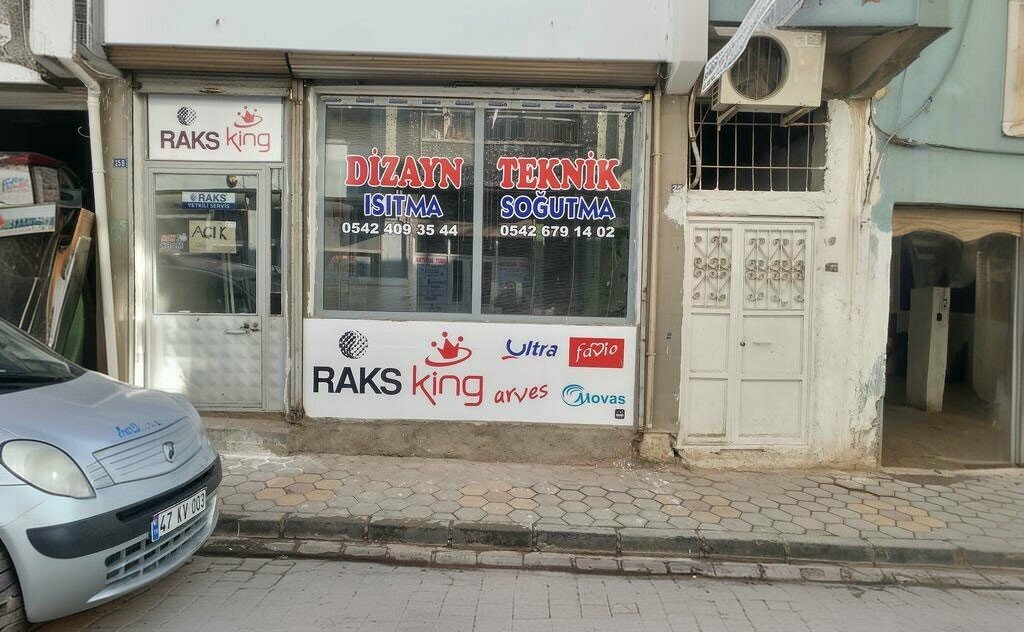 RAKS king
25 B
RAKS
YETKİLİ SERVİS
AÇIK
DİZAYN TEKNİK
ISITMA SOĞUTMA
0542 409 35 44 0542 679 14 02
RAKS king arves Ultra favio
Movas
47 KV 003